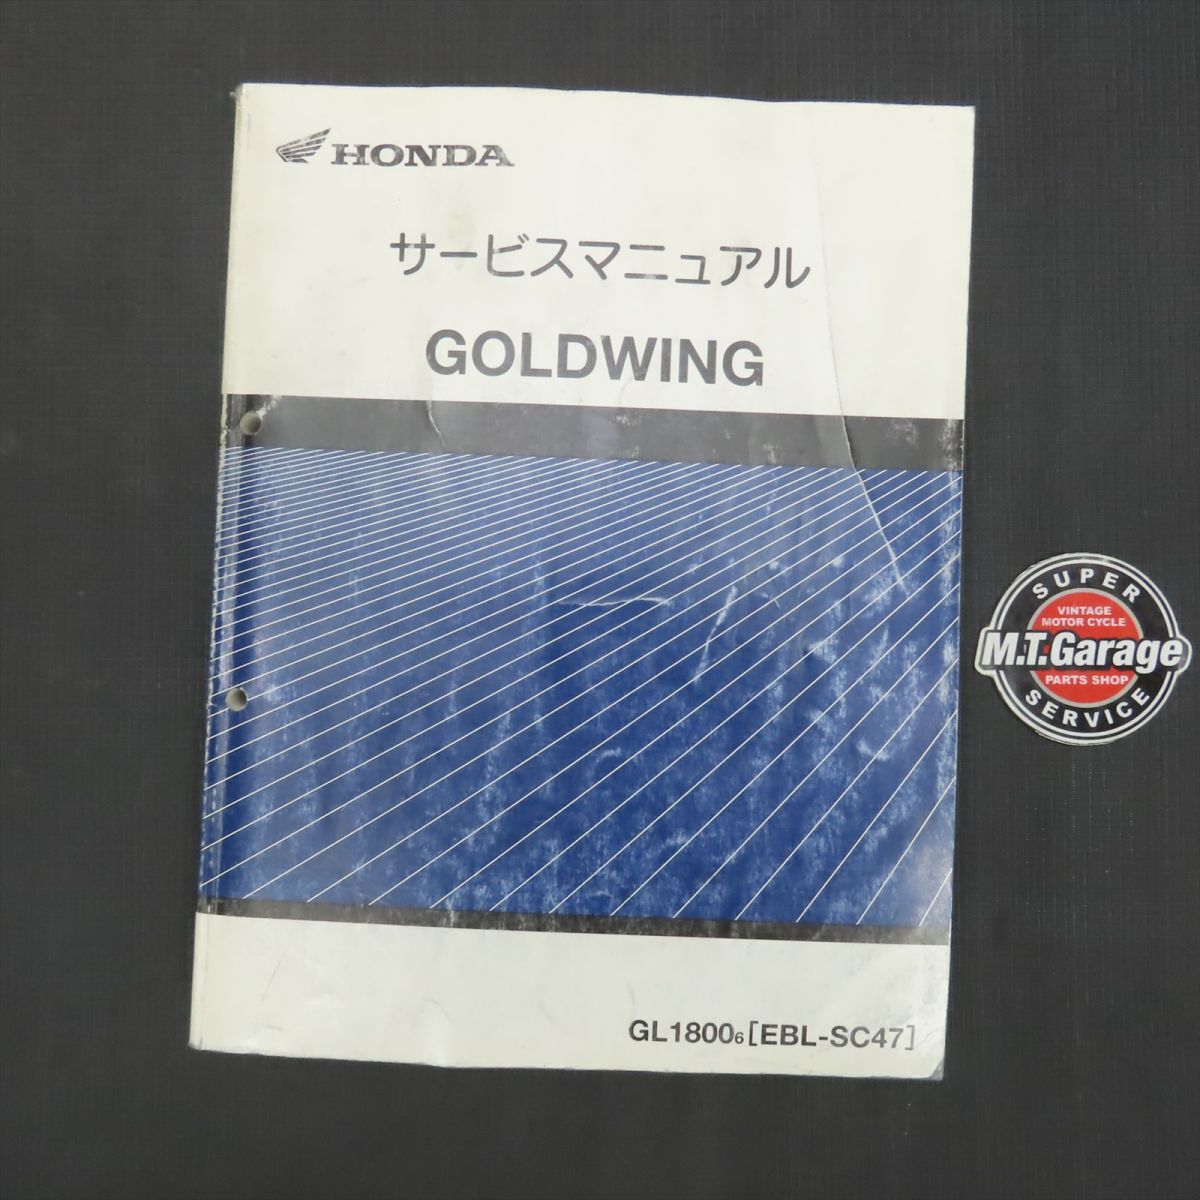 HONDA
サービスマニュアル
GOLDWING
GL1800₆[EBL-SC47]
SUPER
VINTAGE
MOTOR CYCLE
M.T.Garage
PARTS SHOP
SERVICE